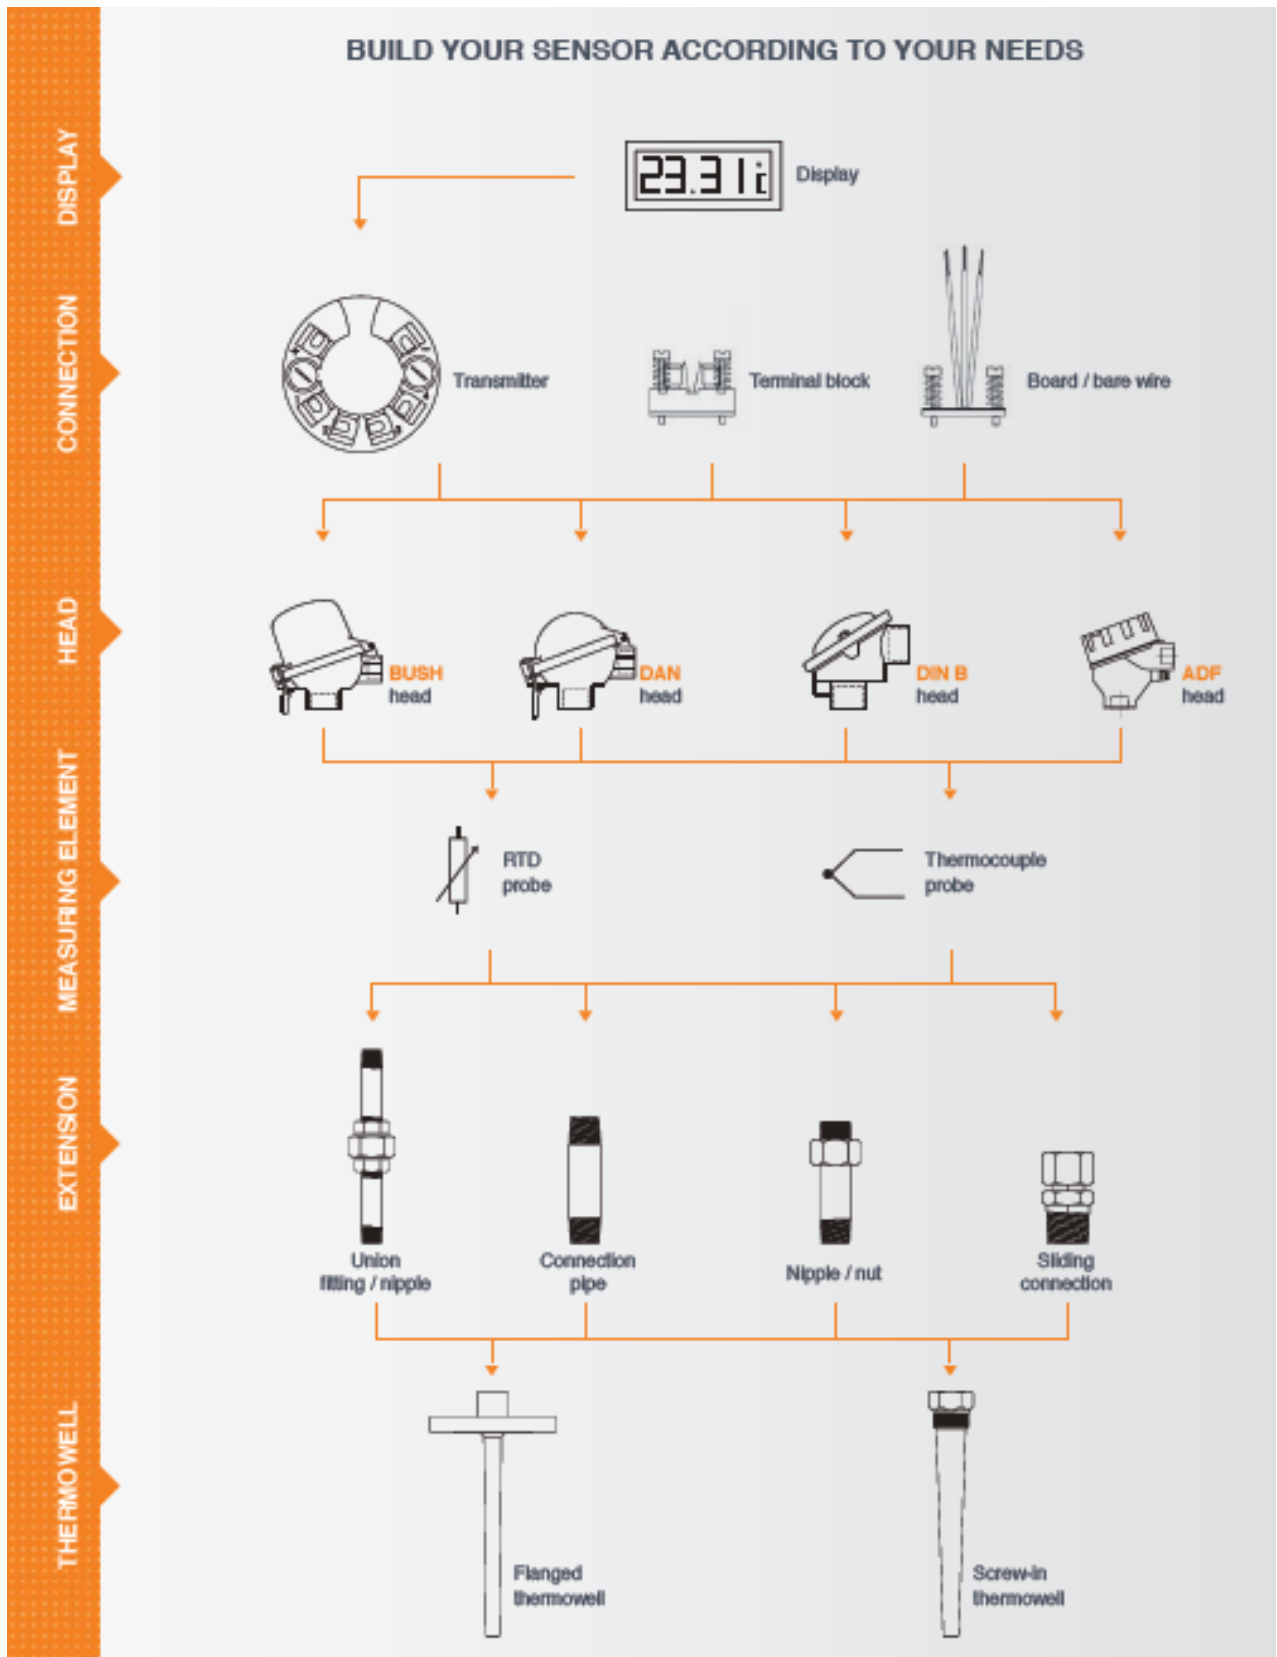 BUILD YOUR SENSOR ACCORDING TO YOUR NEEDS
DISPLAY
23.31
Display
CONNECTION
Transmitter
Terminal block
Board / bare wire
HEAD
BUSH
head
DAN
head
DIN B
head
ADF
head
MEASURING ELEMENT
RTD
probe
Thermocouple
probe
EXTENSION
Union
fitting / nipple
Connection
pipe
Nipple / nut
Sliding
connection
THERMOWELL
Flanged
thermowell
Screw-in
thermowell